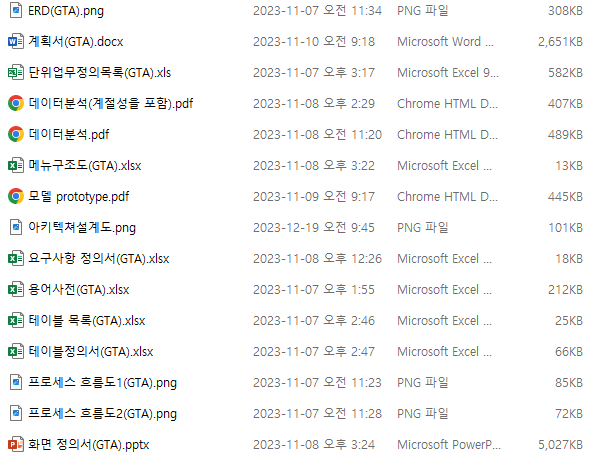 ERD(GTA).png 2023-11-07 오전 11:34 PNG 파일 308KB
계획서(GTA).docx 2023-11-10 오전 9:18 Microsoft Word ... 2,651KB
단위업무정의목록(GTA).xls 2023-11-07 오후 3:17 Microsoft Excel 9... 582KB
데이터분석(계절성을 포함).pdf 2023-11-08 오후 2:29 Chrome HTML D... 407KB
데이터분석.pdf 2023-11-08 오전 11:20 Chrome HTML D... 489KB
메뉴구조도(GTA).xlsx 2023-11-08 오후 3:22 Microsoft Excel ... 13KB
모델 prototype.pdf 2023-11-09 오전 9:17 Chrome HTML D... 445KB
아키텍쳐설계도.png 2023-12-19 오전 9:45 PNG 파일 101KB
요구사항 정의서(GTA).xlsx 2023-11-08 오후 12:26 Microsoft Excel ... 18KB
용어사전(GTA).xlsx 2023-11-07 오후 1:55 Microsoft Excel ... 212KB
테이블 목록(GTA).xlsx 2023-11-07 오후 2:46 Microsoft Excel ... 25KB
테이블정의서(GTA).xlsx 2023-11-07 오후 2:47 Microsoft Excel ... 66KB
프로세스 흐름도1(GTA).png 2023-11-07 오전 11:23 PNG 파일 85KB
프로세스 흐름도2(GTA).png 2023-11-07 오전 11:28 PNG 파일 72KB
화면 정의서(GTA).pptx 2023-11-08 오후 3:24 Microsoft PowerP... 5,027KB